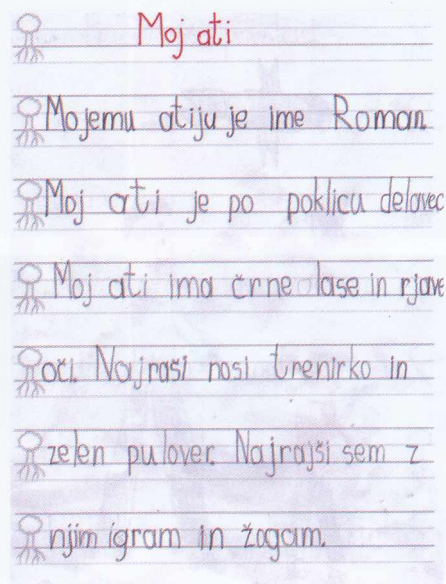 Moj ati
Mojemu atiju je ime Roman.
Moj ati je po poklicu delavec
Moj ati ima črne lase in rjave
oči. Najraši nosi trenirko in
zelen pulover. Najrajši sem z
njim igram in žogam.